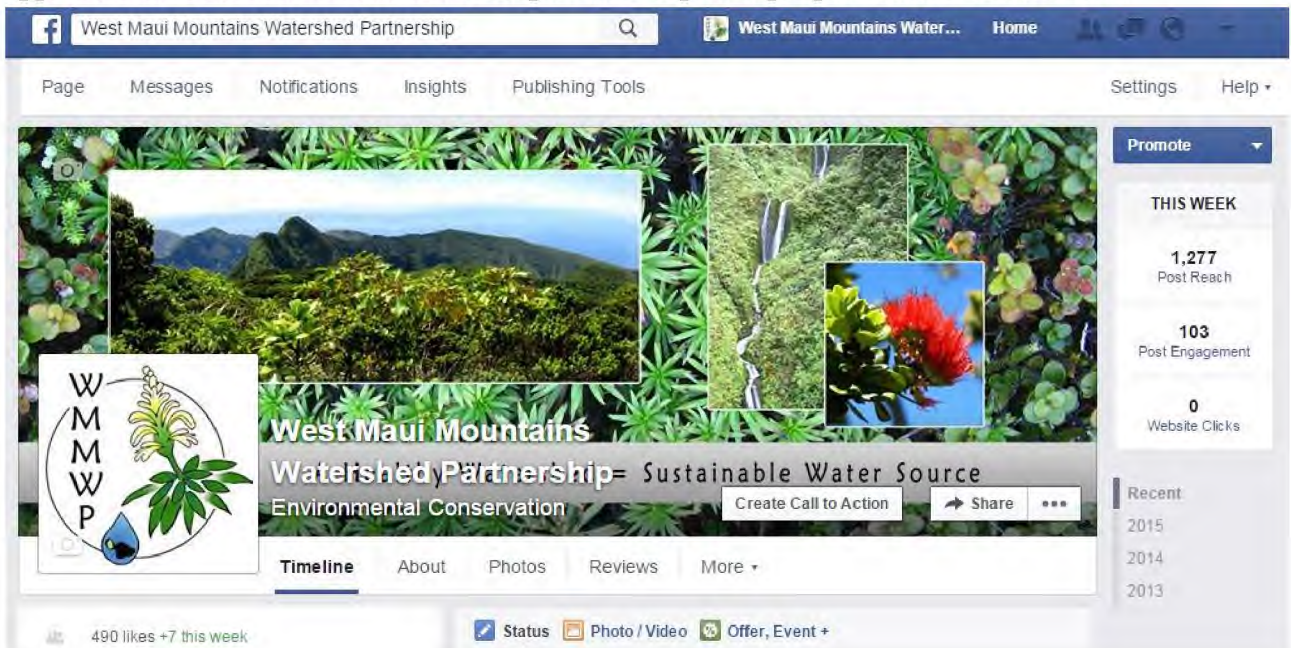 West Maui Mountains Watershed Partnership
West Maui Mountains Water... Home
Page Messages Notifications Insights Publishing Tools Settings Help
Promote
THIS WEEK
1,277
Post Reach
103
Post Engagement
0
Website Clicks
Recent
2015
2014
2013
W
M
M
W
P
West Maui Mountains
Watershed Partnership
= Sustainable Water Source
Environmental Conservation
Create Call to Action Share
Timeline About Photos Reviews More
490 likes +7 this week
Status Photo / Video Offer, Event +